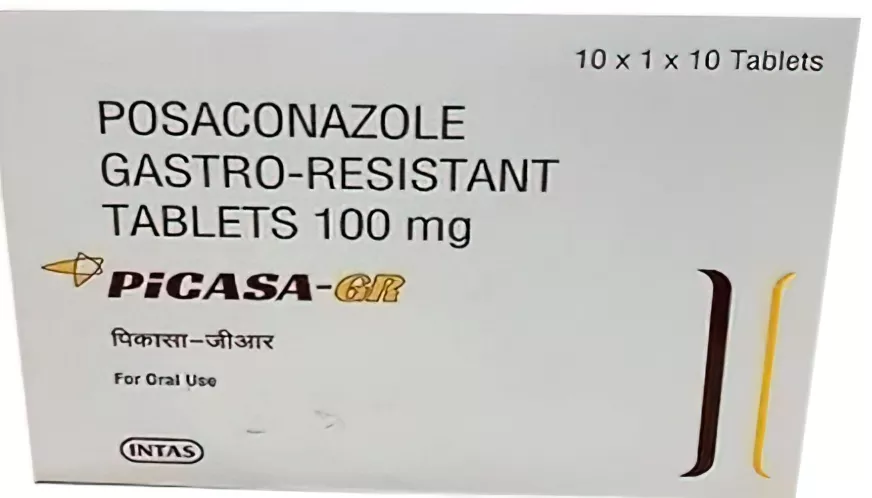 10 x 1 x 10 Tablets
POSACONAZOLE
GASTRO-RESISTANT
TABLETS 100 mg
PiCASA-GR
पिकासा-जीआर
For Oral Use
INTAS